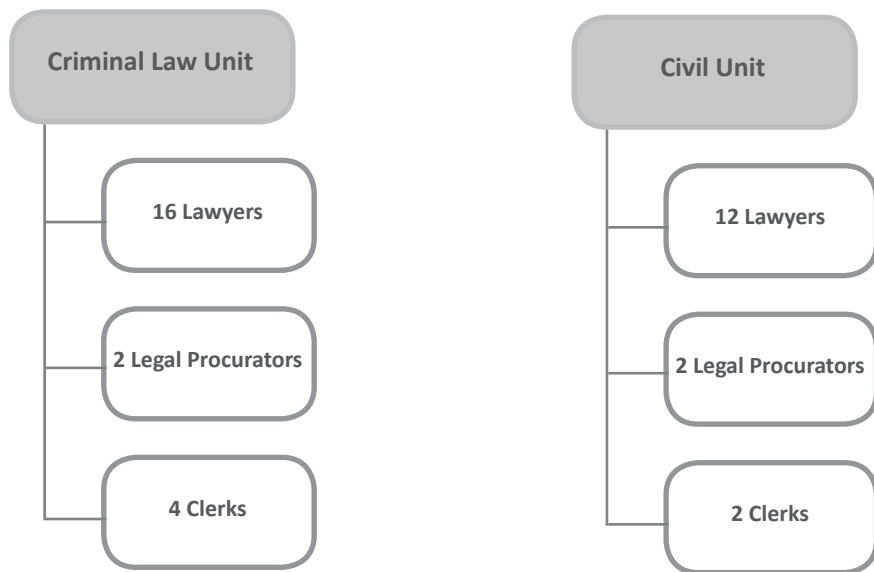 Criminal Law Unit
16 Lawyers
2 Legal Procurators
4 Clerks
Civil Unit
12 Lawyers
2 Legal Procurators
2 Clerks